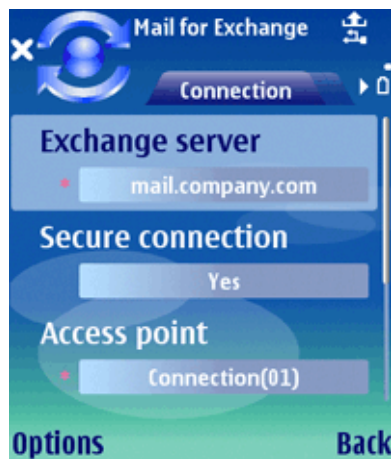 Mail for Exchange
Connection
Exchange server
mail.company.com
Secure connection
Yes
Access point
Connection(01)
Options Back